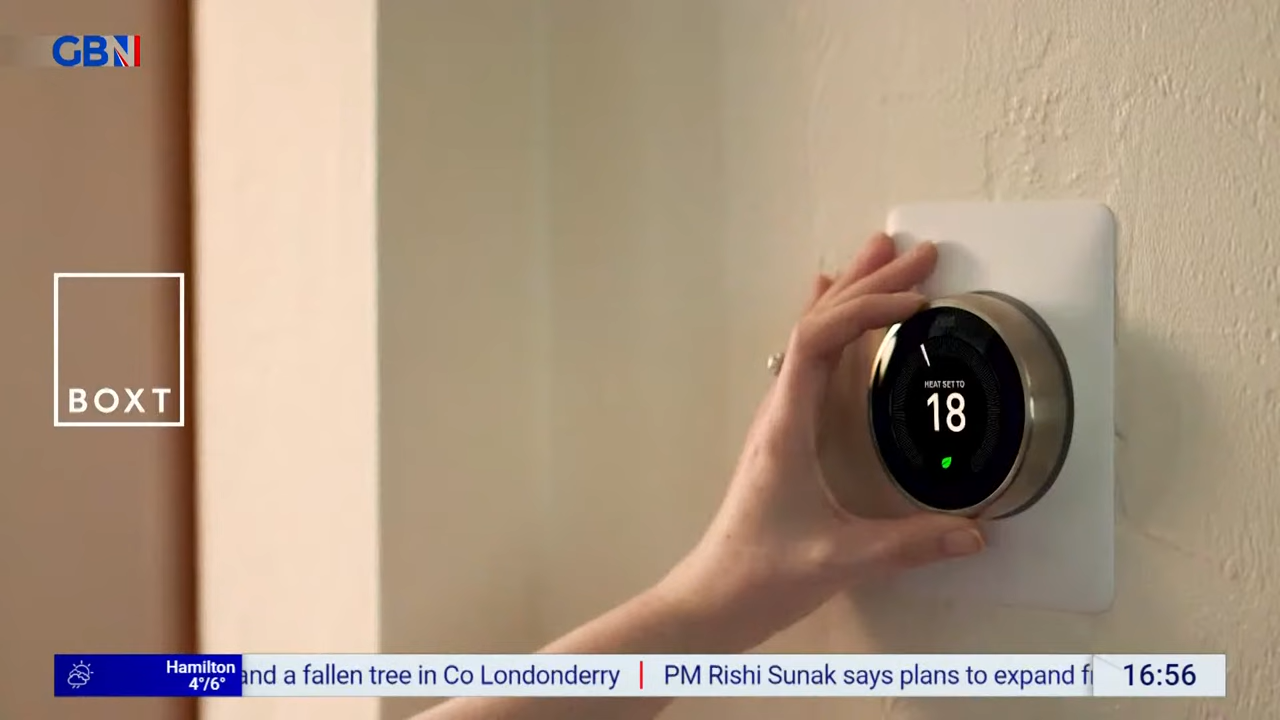 GBN
BOXT
HEAT SET TO
18
Hamilton
4°/6°
and a fallen tree in Co Londonderry | PM Rishi Sunak says plans to expand
16:56